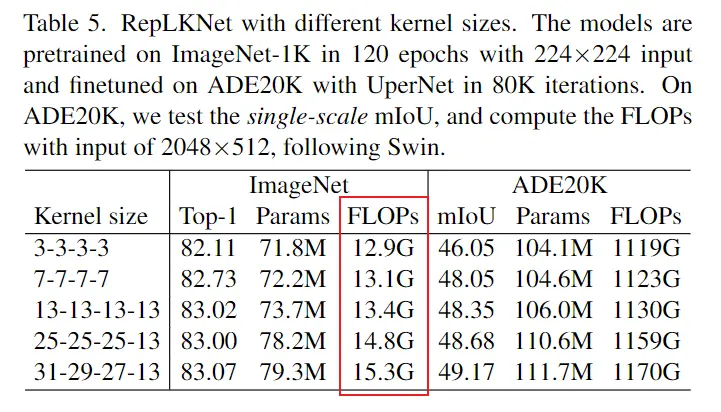 Table 5. RepLKNet with different kernel sizes. The models are
pretrained on ImageNet-1K in 120 epochs with 224×224 input
and finetuned on ADE20K with UperNet in 80K iterations. On
ADE20K, we test the single-scale mIoU, and compute the FLOPs
with input of 2048×512, following Swin.
ImageNet ADE20K
Kernel size Top-1 Params FLOPs mIoU Params FLOPs
3-3-3-3 82.11 71.8M 12.9G 46.05 104.1M 1119G
7-7-7-7 82.73 72.2M 13.1G 48.05 104.6M 1123G
13-13-13-13 83.02 73.7M 13.4G 48.35 106.0M 1130G
25-25-25-13 83.00 78.2M 14.8G 48.68 110.6M 1159G
31-29-27-13 83.07 79.3M 15.3G 49.17 111.7M 1170G